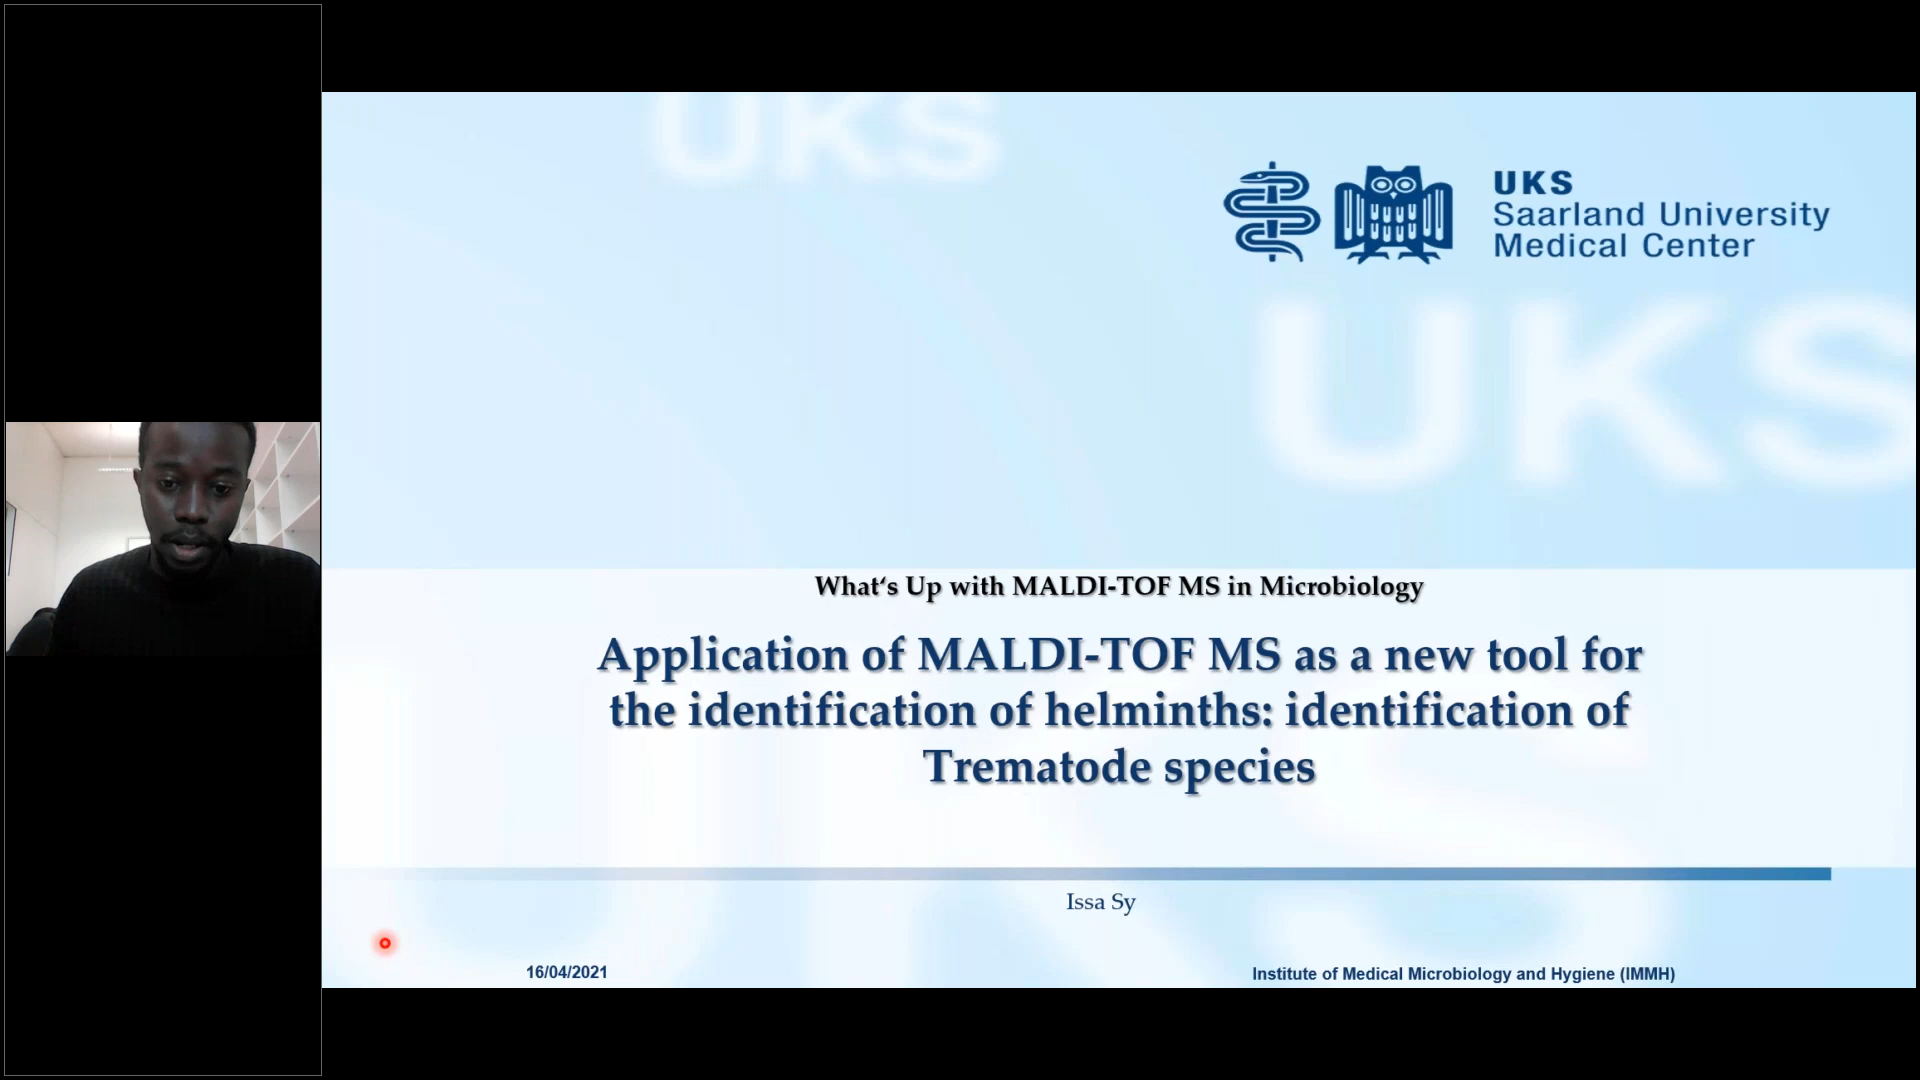 UKS
UKS
Saarland University
Medical Center
UKS
What‘s Up with MALDI-TOF MS in Microbiology
Application of MALDI-TOF MS as a new tool for
the identification of helminths: identification of
Trematode species
UKS
Issa Sy
16/04/2021
Institute of Medical Microbiology and Hygiene (IMMH)